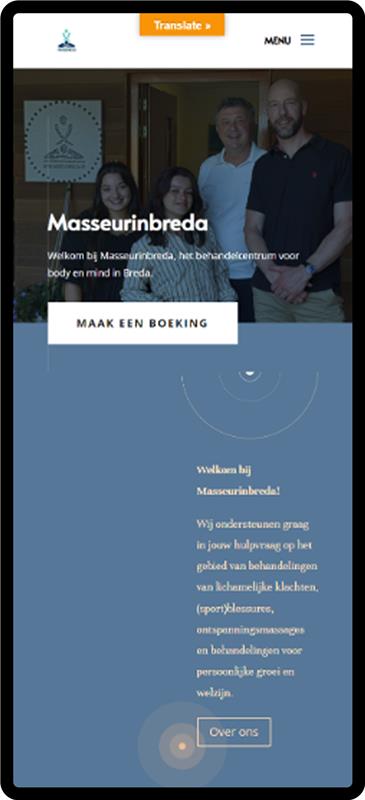 Translate »
MENU
Masseurinbreda
Welkom bij Masseurinbreda, het behandelcentrum voor
body en mind in Breda.
MAAK EEN BOEKING
Welkom bij
Masseurinbreda!
Wij ondersteunen graag
in jouw hulpvraag op het
gebied van behandelingen
van lichamelijke klachten,
(sport)blessures,
ontspanningsmassages
en behandelingen voor
persoonlijke groei en
welzijn.
Over ons